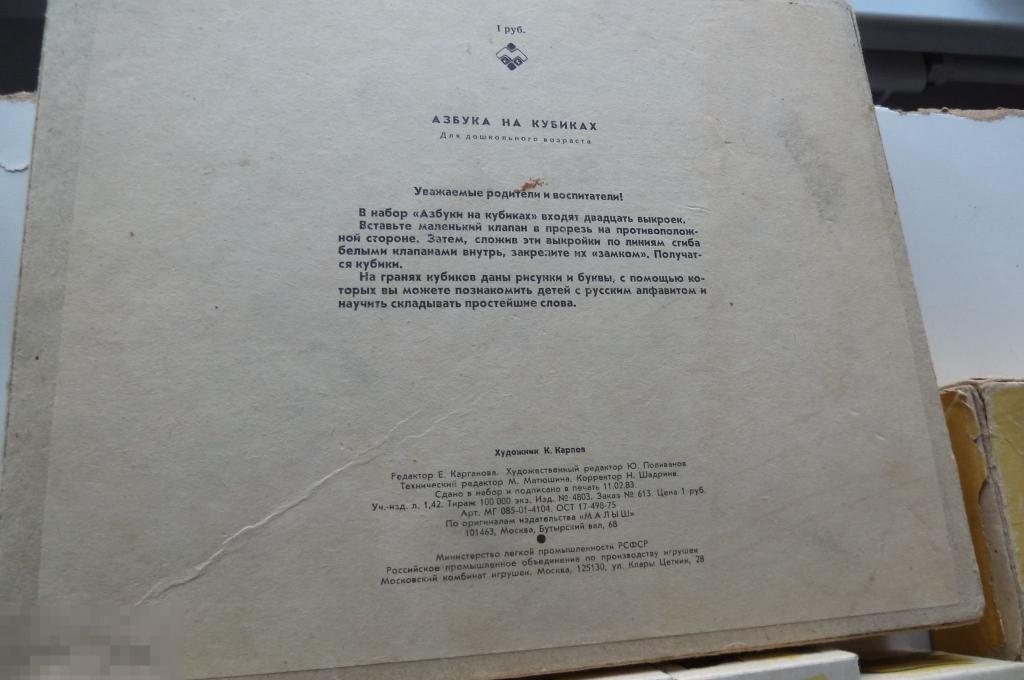 1 руб.
АЗБУКА НА КУБИКАХ
Для дошкольного возраста
Уважаемые родители и воспитатели!
В набор «Азбуки на кубиках» входят двадцать выкроек.
Вставьте маленький клапан в прорезь на противополож-
ной стороне. Затем, сложив эти выкройки по линиям сгиба
белыми клапанами внутрь, закрепите их «замком». Получат-
ся кубики.
На гранях кубиков даны рисунки и буквы, с помощью ко-
торых вы можете познакомить детей с русским алфавитом и
научить складывать простейшие слова.
Художник К. Карпов
Редактор Е. Карганова. Художественный редактор Ю. Поливанов
Технический редактор М. Матюшина. Корректор Н. Шадрина.
Сдано в набор и подписано в печать 11.02.83.
Уч.-изд. л. 1,42. Тираж 100 000 экз. Изд. № 4803. Заказ № 613. Цена 1 руб.
Арт. МГ 085-01-4104. ОСТ 17-498-75
По оригиналам издательства «МАЛЫШ»
101463, Москва, Бутырский вал, 68
Министерство легкой промышленности РСФСР
Российское промышленное объединение по производству игрушек
Московский комбинат игрушек. Москва, 125130, ул. Клары Цеткин, 28